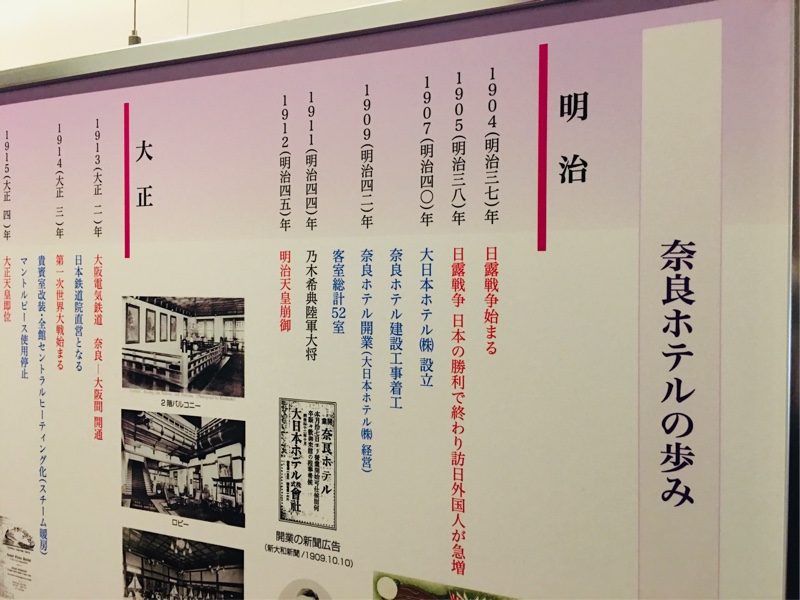 奈良ホテルの歩み
明治
1904(明治三七)年 日露戦争始まる
1905(明治三八)年 日露戦争 日本の勝利で終わり訪日外国人が急増
1907(明治四〇)年 大日本ホテル㈱ 設立
奈良ホテル建設工事着工
1909(明治四二)年 奈良ホテル開業(大日本ホテル㈱ 経営)
客室総計52室
1911(明治四四)年 乃木希典陸軍大将
1912(明治四五)年 明治天皇崩御
奈良ホテル
大日本ホテル株式會社
開業の新聞広告
(新大和新聞/1909.10.10)
大正
2階バルコニー
ロビー
1913(大正 二)年 大阪電気鉄道 奈良―大阪間 開通
日本鉄道院直営となる
1914(大正 三)年 第一次世界大戦始まる
貴賓室改装・全館セントラルヒーティング化(スチーム暖房)
マントルピース使用停止
1915(大正 四)年 大正天皇即位